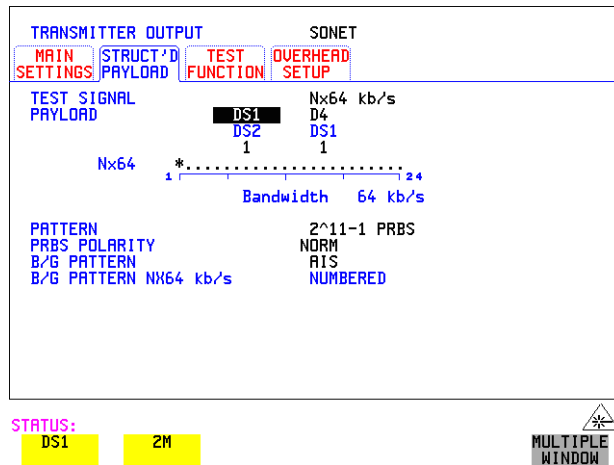 TRANSMITTER OUTPUT SONET
MAIN SETTINGS
STRUCT'D PAYLOAD
TEST FUNCTION
OVERHEAD SETUP
TEST SIGNAL Nx64 kb/s
PAYLOAD DS1 D4
DS2 DS1
1 1
Nx64 *.......................
1 24
Bandwidth 64 kb/s
PATTERN 2^11-1 PRBS
PRBS POLARITY NORM
B/G PATTERN AIS
B/G PATTERN NX64 kb/s NUMBERED
STATUS:
DS1 2M
MULTIPLE WINDOW